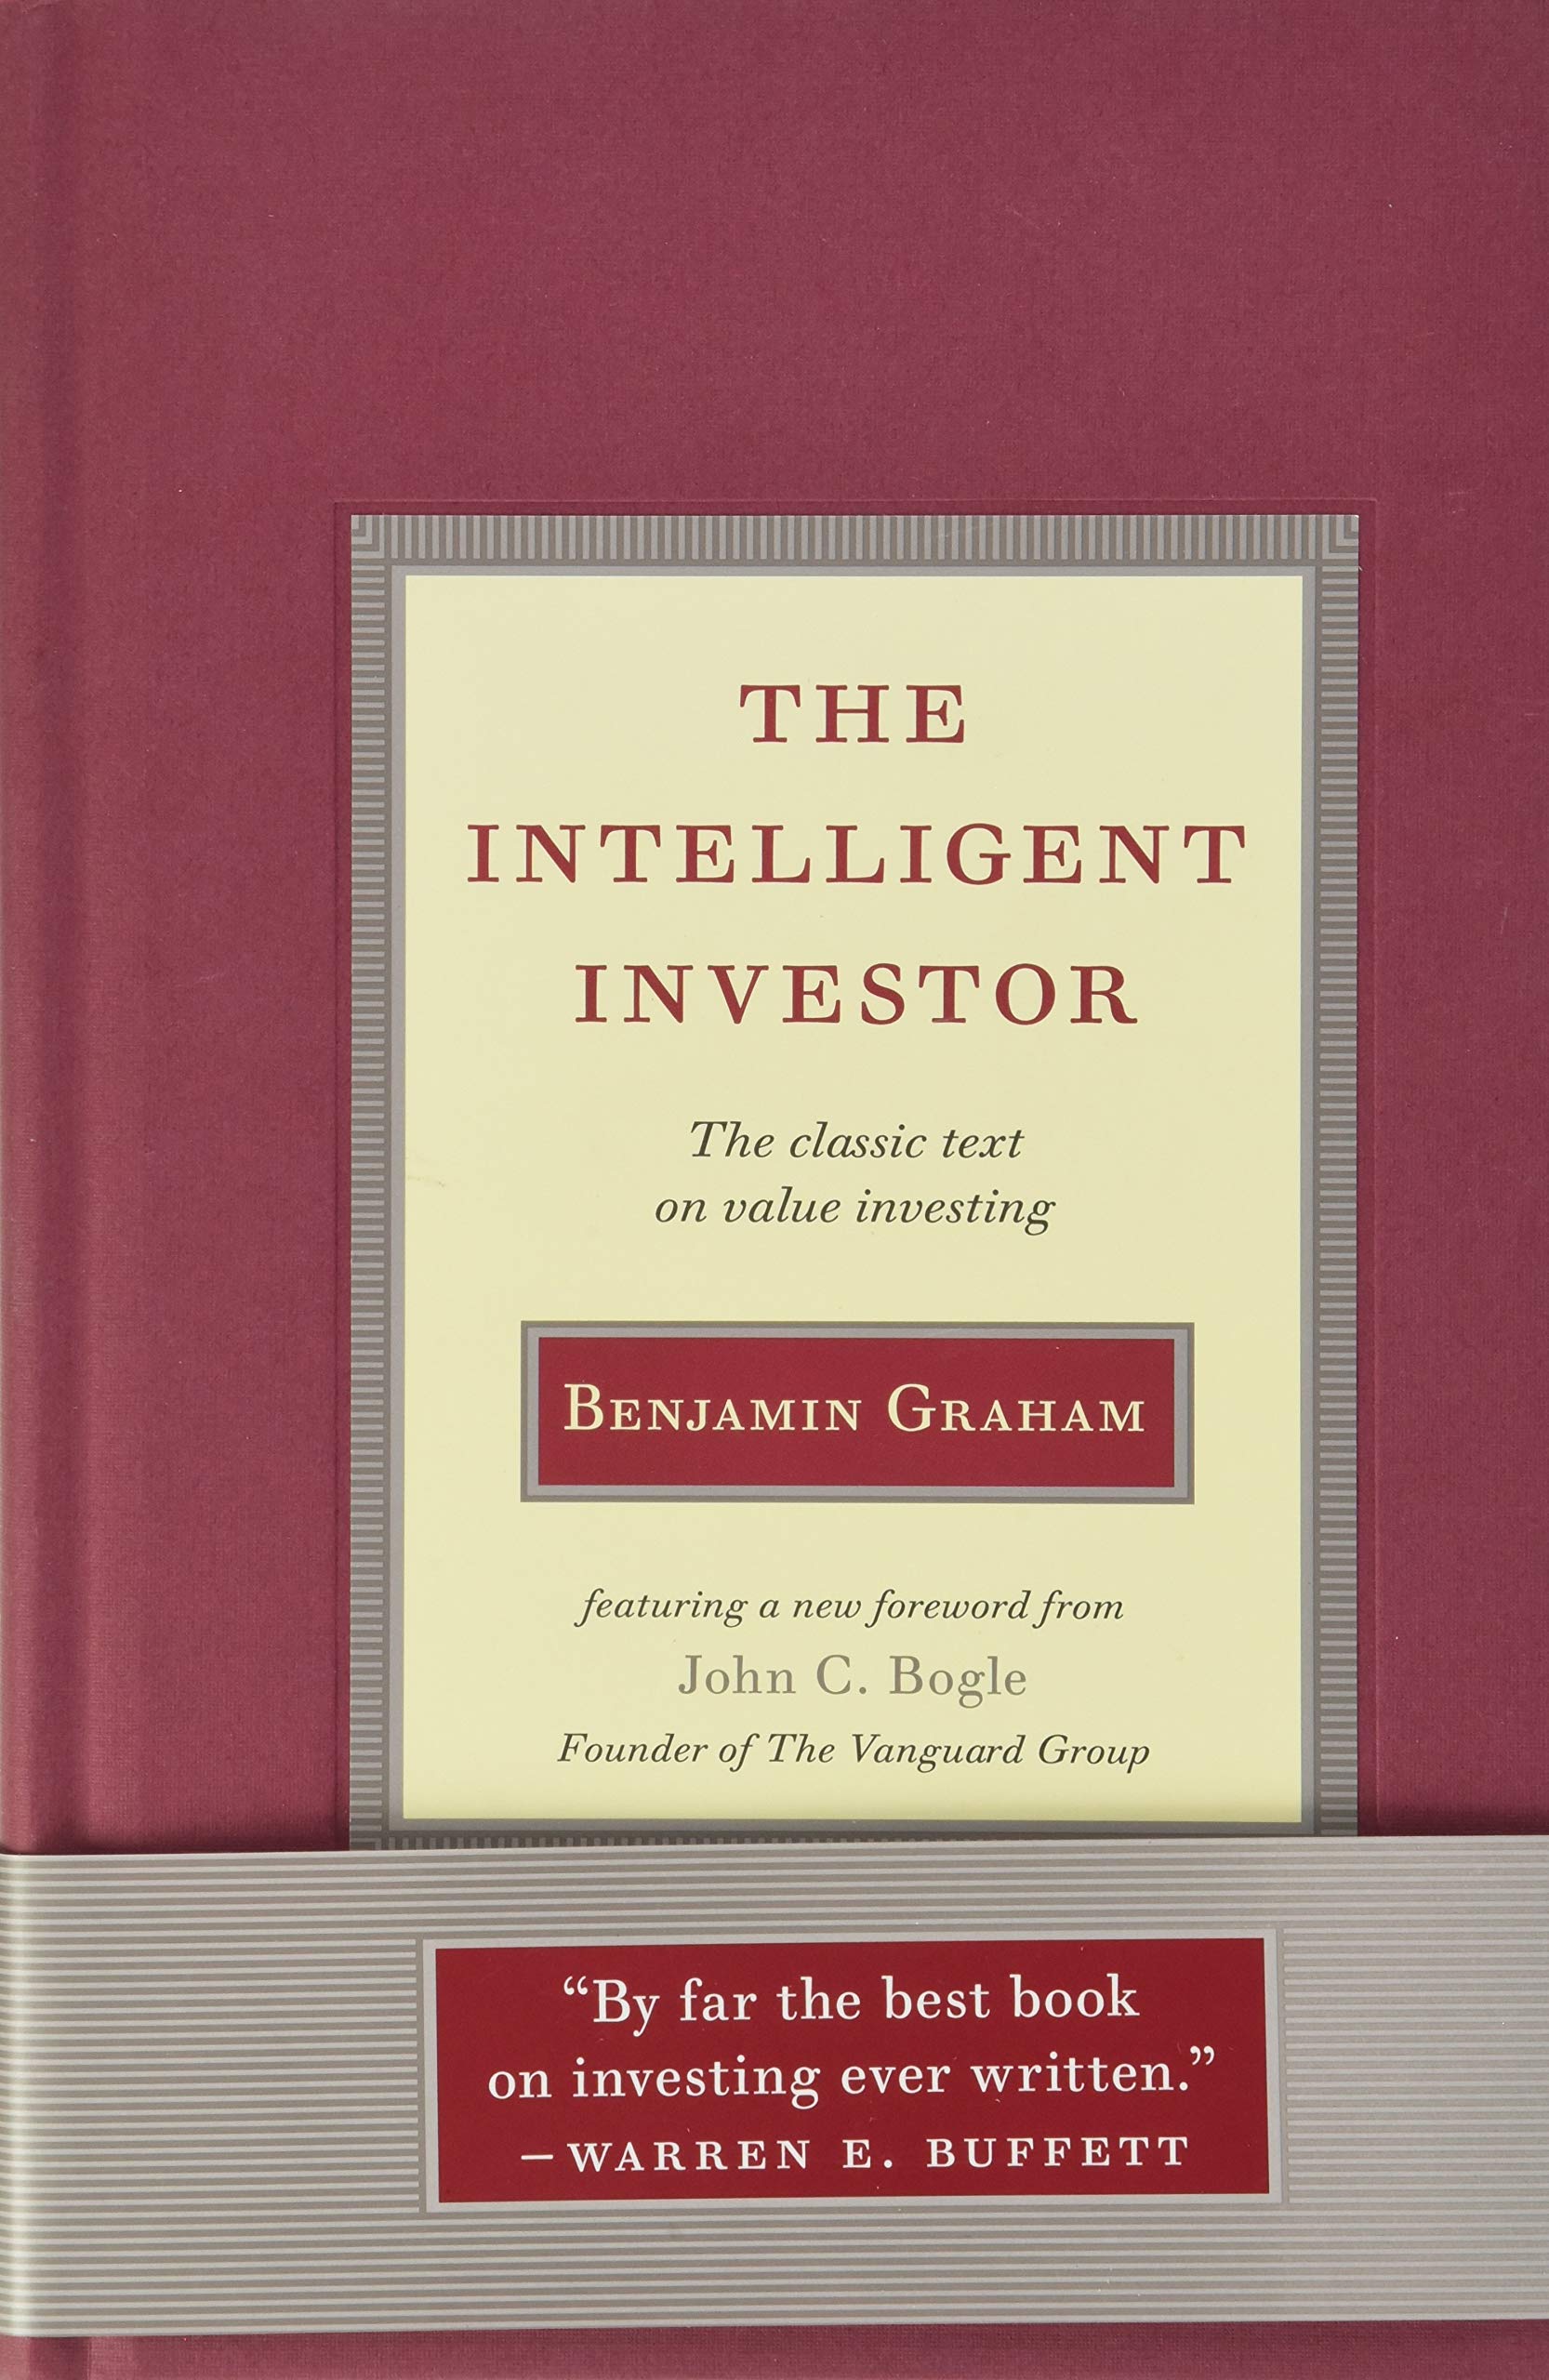 THE
INTELLIGENT
INVESTOR
The classic text
on value investing
BENJAMIN GRAHAM
featuring a new foreword from
John C. Bogle
Founder of The Vanguard Group
“By far the best book
on investing ever written.”
—WARREN E. BUFFETT